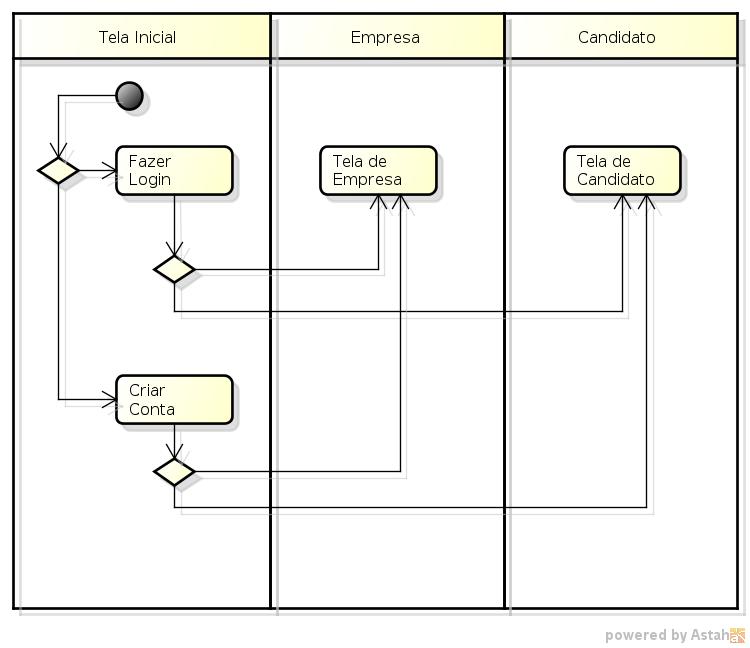 Tela Inicial
Empresa
Candidato
Fazer
Login
Tela de
Empresa
Tela de
Candidato
Criar
Conta
powered by Astah